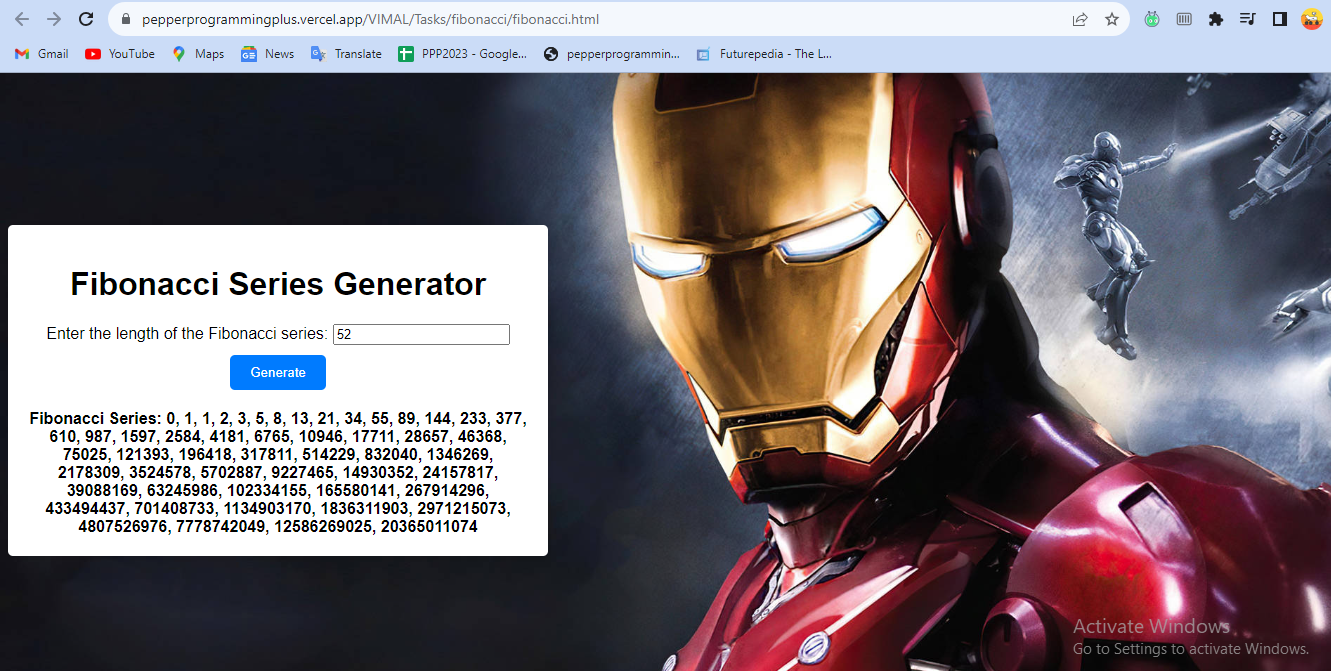 pepperprogrammingplus.vercel.app/VIMAL/Tasks/fibonacci/fibonacci.html
Gmail YouTube Maps News Translate PPP2023 - Google... pepperprogrammin... Futurepedia - The L...
Fibonacci Series Generator
Enter the length of the Fibonacci series: 52
Generate
Fibonacci Series: 0, 1, 1, 2, 3, 5, 8, 13, 21, 34, 55, 89, 144, 233, 377,
610, 987, 1597, 2584, 4181, 6765, 10946, 17711, 28657, 46368,
75025, 121393, 196418, 317811, 514229, 832040, 1346269,
2178309, 3524578, 5702887, 9227465, 14930352, 24157817,
39088169, 63245986, 102334155, 165580141, 267914296,
433494437, 701408733, 1134903170, 1836311903, 2971215073,
4807526976, 7778742049, 12586269025, 20365011074
Activate Windows
Go to Settings to activate Windows.